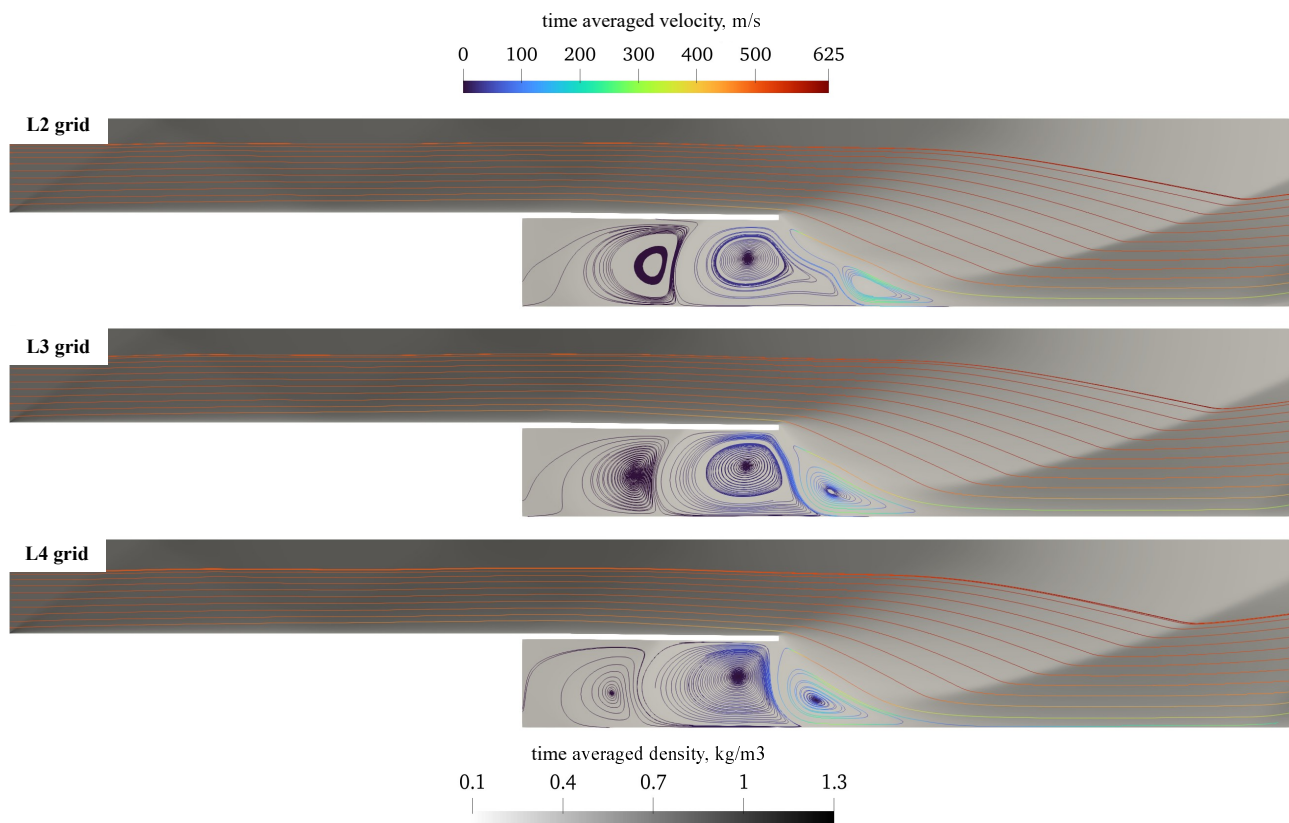 time averaged velocity, m/s
0 100 200 300 400 500 625
L2 grid
L3 grid
L4 grid
time averaged density, kg/m3
0.1 0.4 0.7 1 1.3